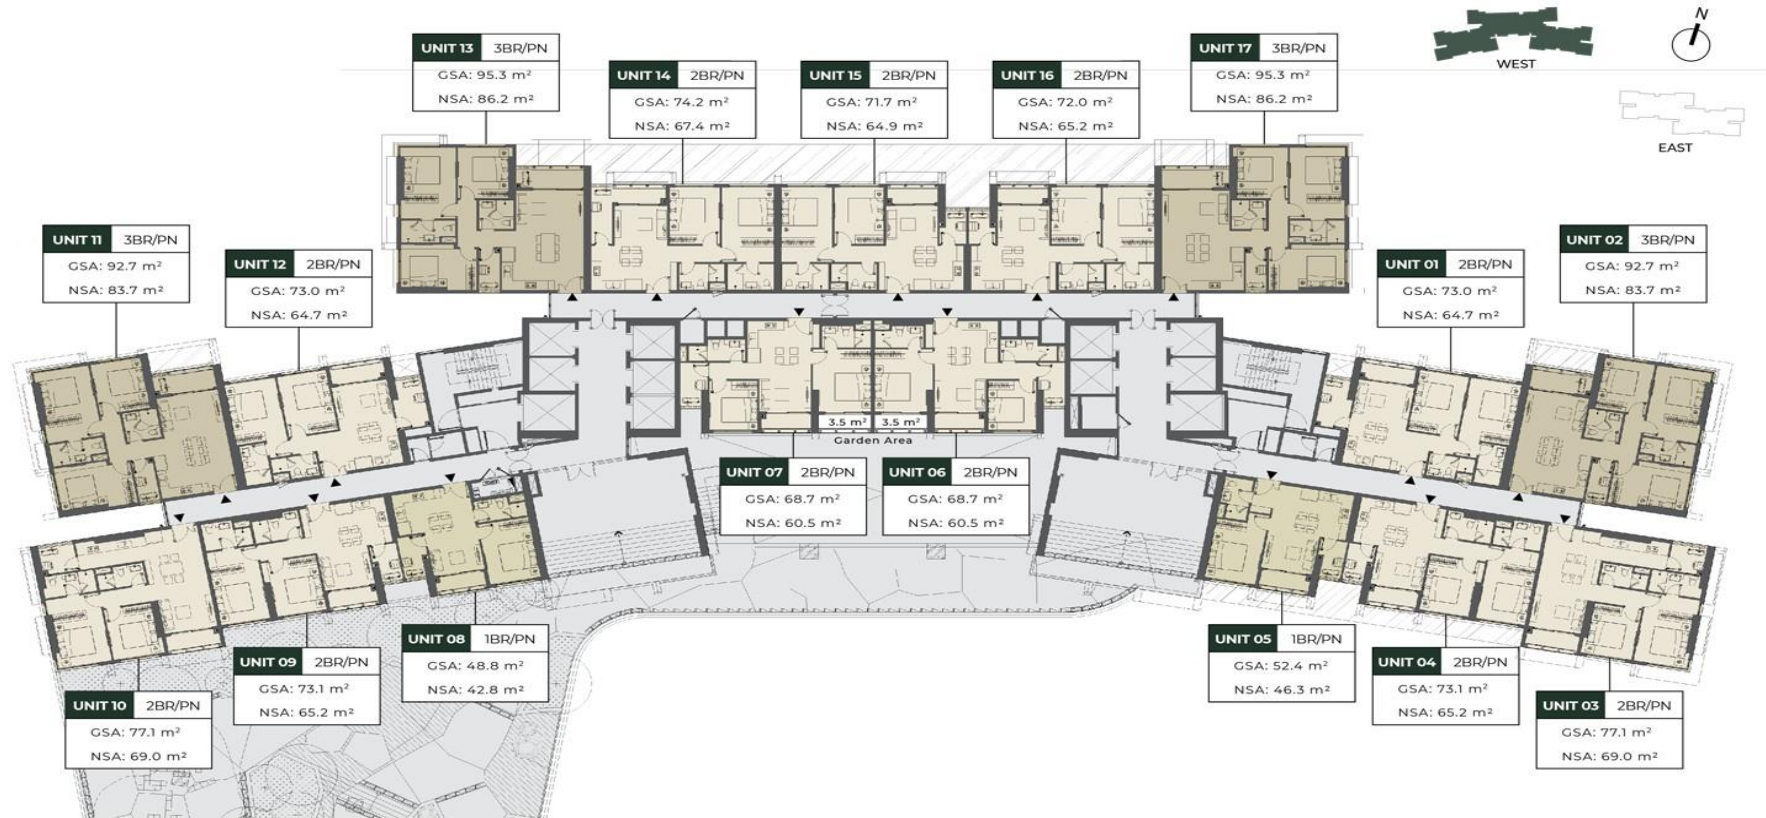 N
WEST
EAST
UNIT 13 3BR/PN
GSA: 95.3 m²
NSA: 86.2 m²
UNIT 14 2BR/PN
GSA: 74.2 m²
NSA: 67.4 m²
UNIT 15 2BR/PN
GSA: 71.7 m²
NSA: 64.9 m²
UNIT 16 2BR/PN
GSA: 72.0 m²
NSA: 65.2 m²
UNIT 17 3BR/PN
GSA: 95.3 m²
NSA: 86.2 m²
UNIT 11 3BR/PN
GSA: 92.7 m²
NSA: 83.7 m²
UNIT 12 2BR/PN
GSA: 73.0 m²
NSA: 64.7 m²
UNIT 01 2BR/PN
GSA: 73.0 m²
NSA: 64.7 m²
UNIT 02 3BR/PN
GSA: 92.7 m²
NSA: 83.7 m²
3.5 m² 3.5 m²
Garden Area
UNIT 07 2BR/PN
GSA: 68.7 m²
NSA: 60.5 m²
UNIT 06 2BR/PN
GSA: 68.7 m²
NSA: 60.5 m²
UNIT 10 2BR/PN
GSA: 77.1 m²
NSA: 69.0 m²
UNIT 09 2BR/PN
GSA: 73.1 m²
NSA: 65.2 m²
UNIT 08 1BR/PN
GSA: 48.8 m²
NSA: 42.8 m²
UNIT 05 1BR/PN
GSA: 52.4 m²
NSA: 46.3 m²
UNIT 04 2BR/PN
GSA: 73.1 m²
NSA: 65.2 m²
UNIT 03 2BR/PN
GSA: 77.1 m²
NSA: 69.0 m²